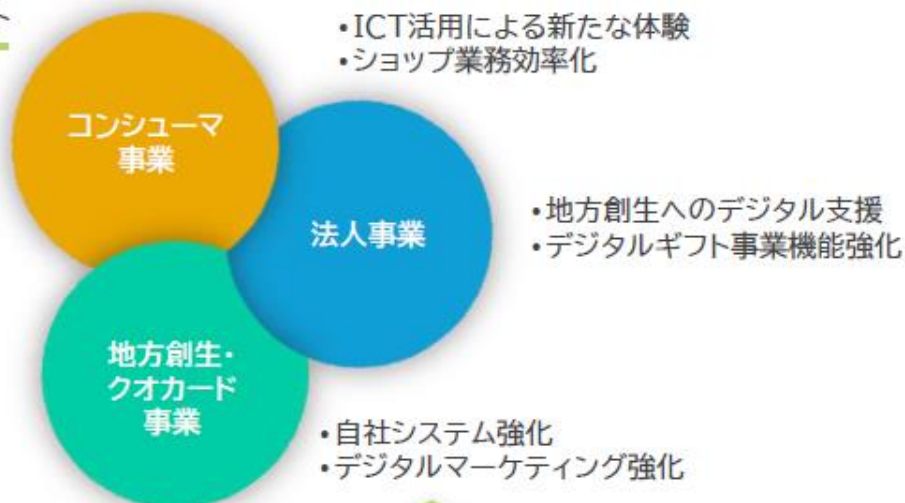 ・ICT活用による新たな体験
・ショップ業務効率化
コンシューマ
事業
法人事業
・地方創生へのデジタル支援
・デジタルギフト事業機能強化
地方創生・
クオカード
事業
・自社システム強化
・デジタルマーケティング強化